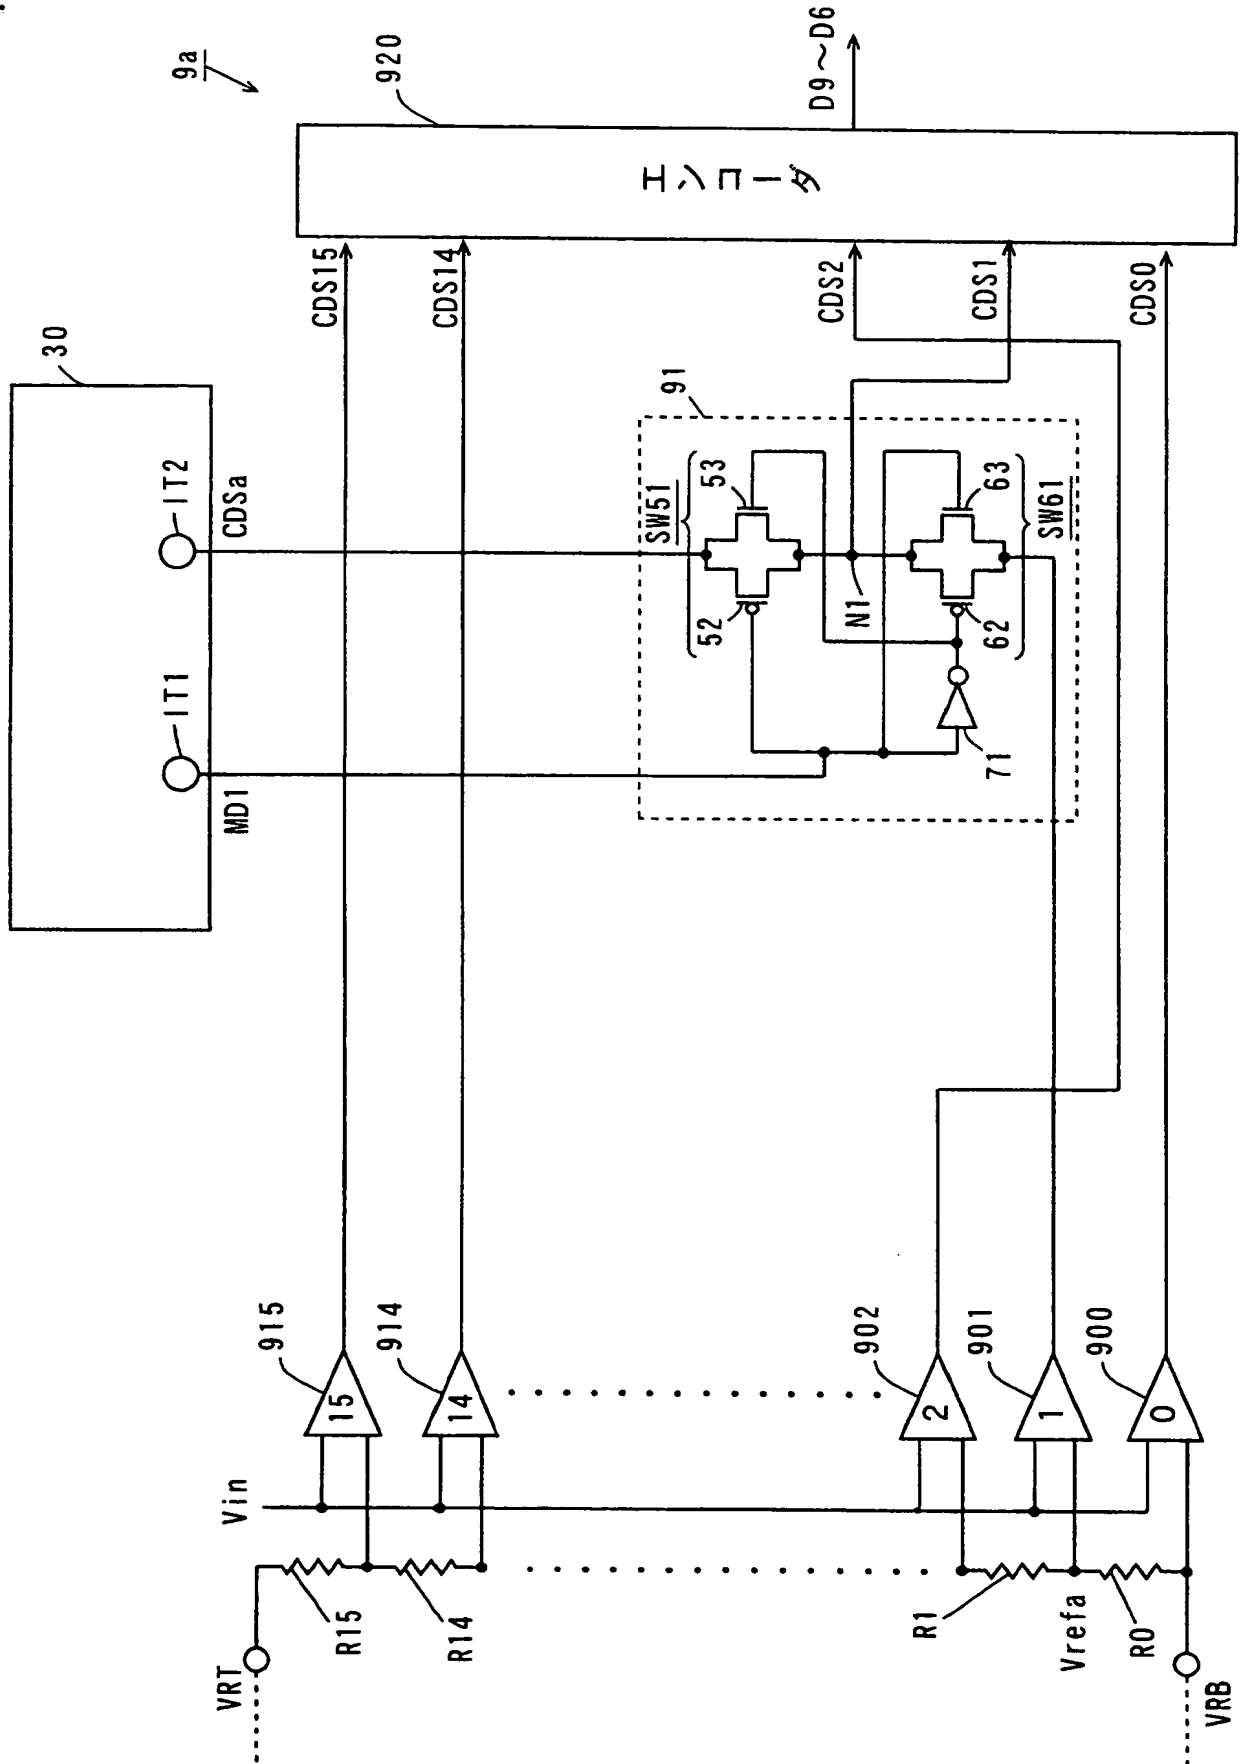 9a
30
920
IT1
IT2
MD1
CDSa
CDS15
CDS14
CDS2
CDS1
CDS0
エンコーダ
D9～D6
91
SW51
52
53
N1
62
63
SW61
71
915
15
914
14
902
2
901
1
900
0
Vin
VRT
R15
R14
R1
Vrefa
R0
VRB